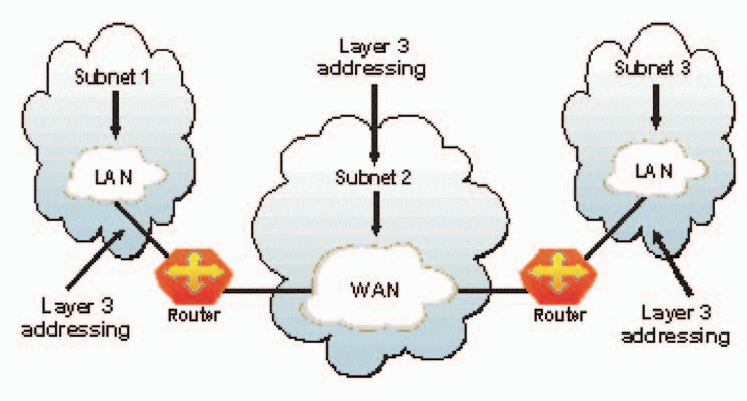 Layer 3
addressing
Subnet 1
Subnet 3
LAN
Subnet 2
LAN
WAN
Layer 3
addressing
Router
Router
Layer 3
addressing